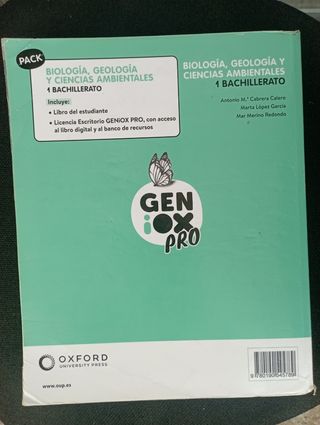 PACK
BIOLOGÍA, GEOLOGÍA
Y CIENCIAS AMBIENTALES
1 BACHILLERATO
Incluye:
• Libro del estudiante
• Licencia Escritorio GENiOX PRO, con acceso
al libro digital y al banco de recursos
BIOLOGÍA, GEOLOGÍA Y
CIENCIAS AMBIENTALES
1 BACHILLERATO
Antonio M.ª Cabrera Calero
Marta López García
Mar Merino Redondo
GEN
iOX
PRO
OXFORD
UNIVERSITY PRESS
www.oup.es
9780190545789